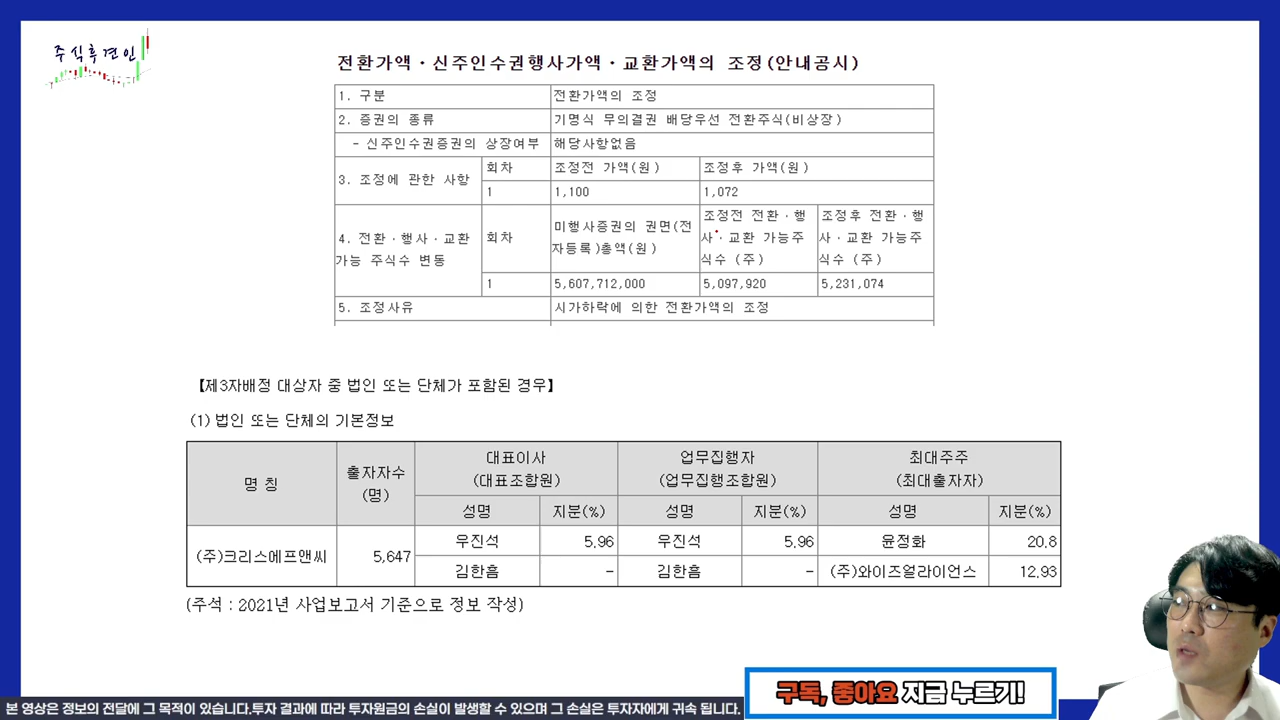 주식후견인
전환가액·신주인수권행사가액·교환가액의 조정(안내공시)
1. 구분 전환가액의 조정
2. 증권의 종류 기명식 무의결권 배당우선 전환주식(비상장)
- 신주인수권증권의 상장여부 해당사항없음
3. 조정에 관한 사항 회차 조정전 가액(원) 조정후 가액(원)
1 1,100 1,072
4. 전환·행사·교환
가능 주식수 변동
회차
미행사증권의 권면(전
자등록)총액(원)
조정전 전환·행
사·교환 가능주
식수 (주)
조정후 전환·행
사·교환 가능주
식수 (주)
1 5,607,712,000 5,097,920 5,231,074
5. 조정사유 시가하락에 의한 전환가액의 조정
【제3자배정 대상자 중 법인 또는 단체가 포함된 경우】
(1) 법인 또는 단체의 기본정보
명 칭
출자자수
(명)
대표이사
(대표조합원)
업무집행자
(업무집행조합원)
최대주주
(최대출자자)
성명 지분(%) 성명 지분(%) 성명 지분(%)
(주)크리스에프앤씨 5,647
우진석 5.96 우진석 5.96 윤정화 20.8
김한흠 - 김한흠 - (주)와이즈얼라이언스 12.93
(주석 : 2021년 사업보고서 기준으로 정보 작성)
구독, 좋아요 지금 누르기!
본 영상은 정보의 전달에 그 목적이 있습니다.투자 결과에 따라 투자원금의 손실이 발생할 수 있으며 그 손실은 투자자에게 귀속 됩니다.